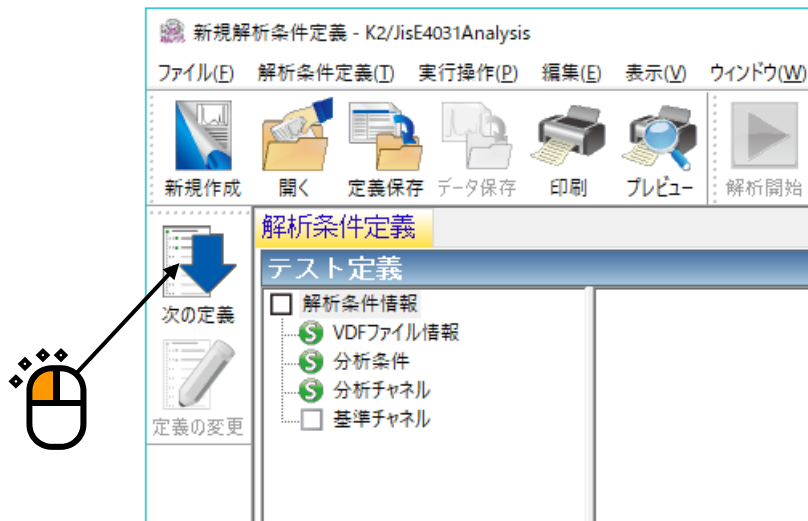 新規解析条件定義 - K2/JisE4031Analysis
ファイル(F) 解析条件定義(T) 実行操作(P) 編集(E) 表示(V) ウィンドウ(W)
新規作成 開く 定義保存 データ保存 印刷 プレビュー 解析開始
次の定義
定義の変更
解析条件定義
テスト定義
解析条件情報
S VDFファイル情報
S 分析条件
S 分析チャネル
基準チャネル